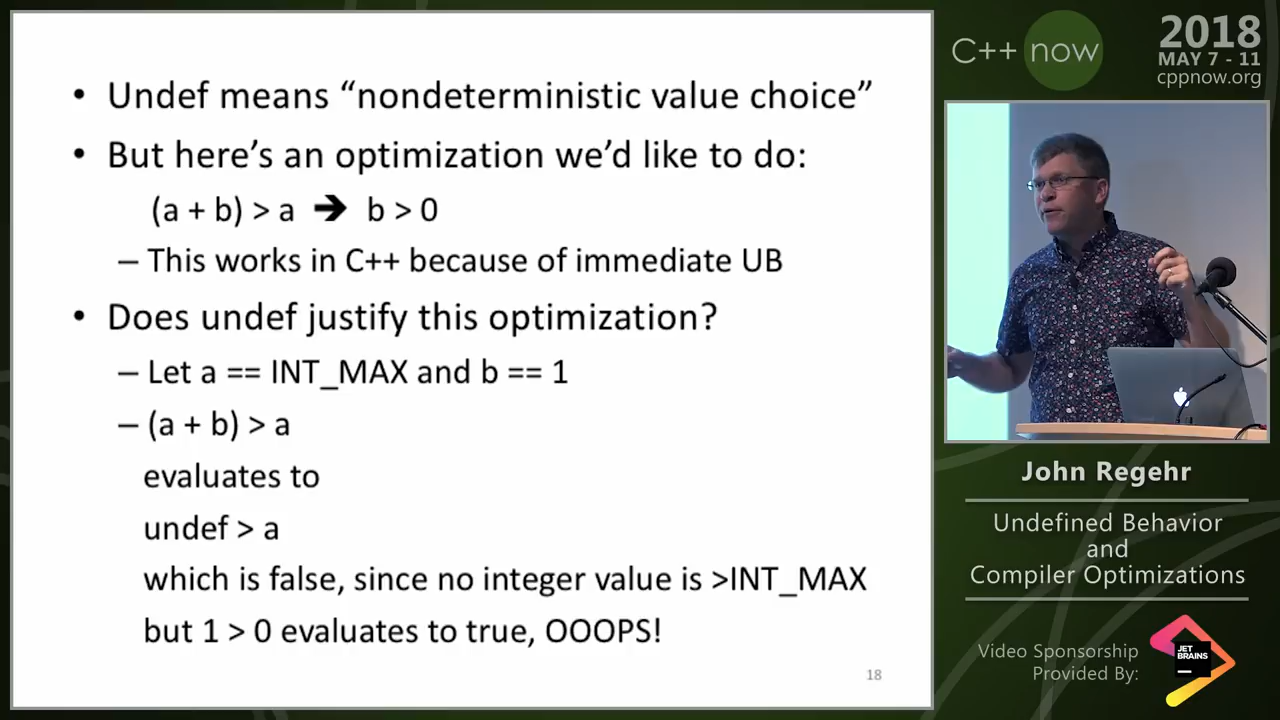 • Undef means “nondeterministic value choice”
• But here’s an optimization we’d like to do:
(a + b) > a ➔ b > 0
– This works in C++ because of immediate UB
• Does undef justify this optimization?
– Let a == INT_MAX and b == 1
– (a + b) > a
evaluates to
undef > a
which is false, since no integer value is >INT_MAX
but 1 > 0 evaluates to true, OOOPS!
18
C++ now
2018
MAY 7 - 11
cppnow.org
John Regehr
Undefined Behavior
and
Compiler Optimizations
Video Sponsorship
Provided By:
JET
BRAINS